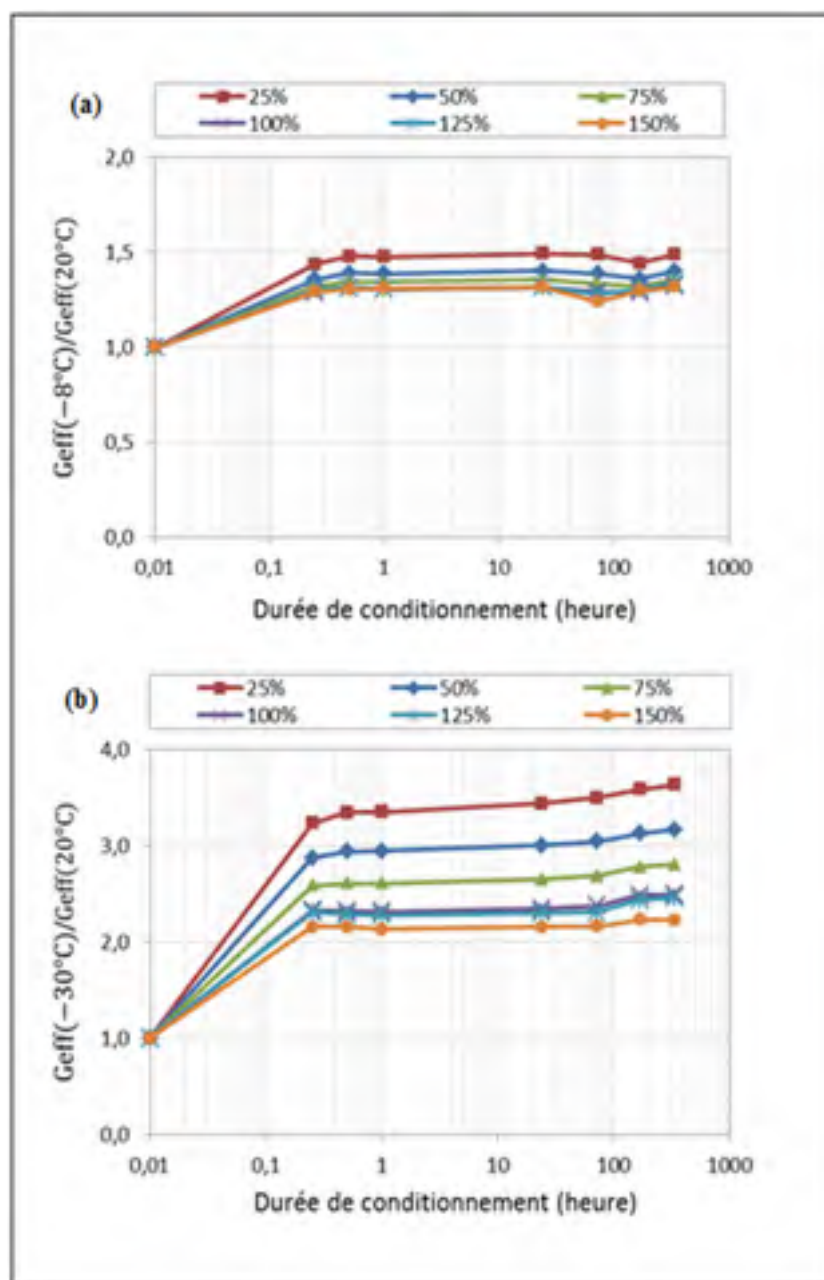 (a)
25% 50% 75%
100% 125% 150%
Geff(−8°C)/Geff(20°C)
2,0
1,5
1,0
0,5
0,0
0,01 0,1 1 10 100 1000
Durée de conditionnement (heure)
(b)
25% 50% 75%
100% 125% 150%
Geff(−30°C)/Geff(20°C)
4,0
3,0
2,0
1,0
0,0
0,01 0,1 1 10 100 1000
Durée de conditionnement (heure)